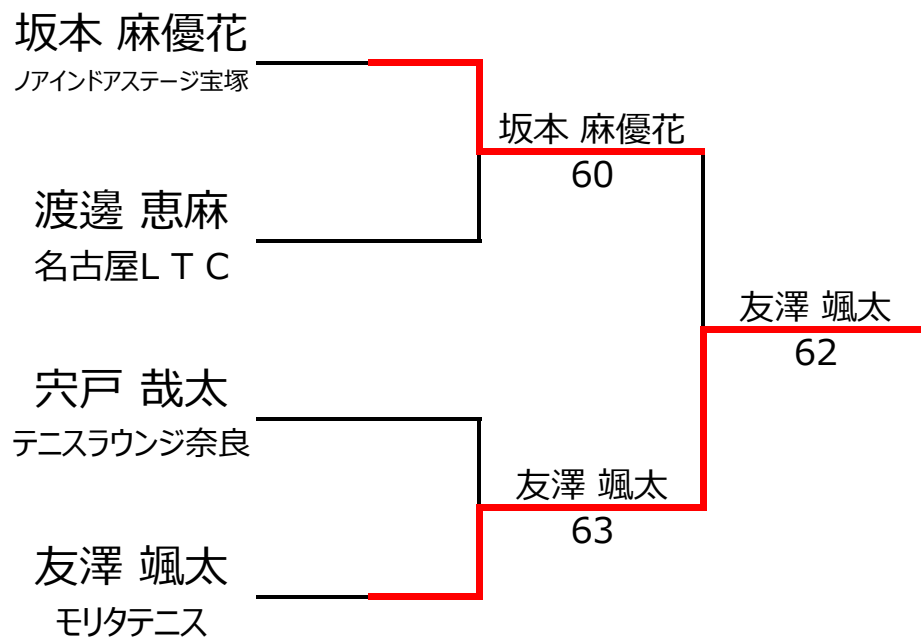 坂本 麻優花
ノアインドアステージ宝塚
坂本 麻優花
60
渡邊 恵麻
名古屋ＬＴＣ
友澤 颯太
62
宍戸 哉太
テニスラウンジ奈良
友澤 颯太
63
友澤 颯太
モリタテニス